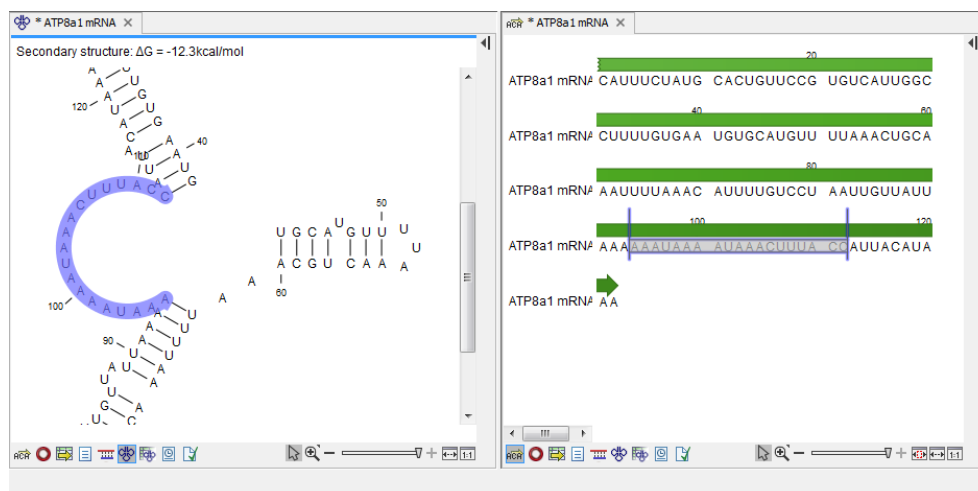 * ATP8a1 mRNA
Secondary structure: ΔG = -12.3kcal/mol
120
40
110
100
90
50
60
* ATP8a1 mRNA
20
ATP8a1 mRNA CAUUUCUAUG CACUGUUCCG UGUCAUUGGC
40 60
ATP8a1 mRNA CUUUUGUGAA UGUGCAUGUU UUAAACUGCA
80
ATP8a1 mRNA AAUUUUAAAC AUUUUGUCCU AAUUGUUAUU
100 120
ATP8a1 mRNA AAAAAAUAAA AUAAACUUUA CCAUUACAUA
ATP8a1 mRNA AA